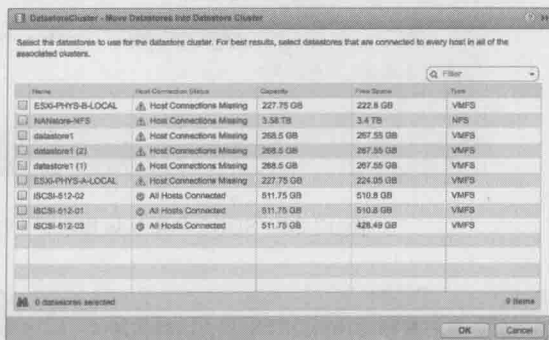 DatastoreCluster - Move Datastores Into Datastore Cluster
Select the datastores to use for the datastore cluster. For best results, select datastores that are connected to every host in all of the
associated clusters.
Filter
Name Host Connection Status Capacity Free Space Type
ESXi-PHYS-B-LOCAL Host Connections Missing 227.75 GB 222.8 GB VMFS
NANstore-NFS Host Connections Missing 3.58 TB 3.4 TB NFS
datastore1 Host Connections Missing 268.5 GB 267.55 GB VMFS
datastore1 (2) Host Connections Missing 268.5 GB 267.55 GB VMFS
datastore1 (1) Host Connections Missing 268.5 GB 267.55 GB VMFS
ESXi-PHYS-A-LOCAL Host Connections Missing 227.75 GB 224.05 GB VMFS
iSCSI-512-02 All Hosts Connected 511.75 GB 510.8 GB VMFS
iSCSI-512-01 All Hosts Connected 511.75 GB 510.8 GB VMFS
iSCSI-512-03 All Hosts Connected 511.75 GB 428.49 GB VMFS
0 datastores selected 9 items
OK Cancel